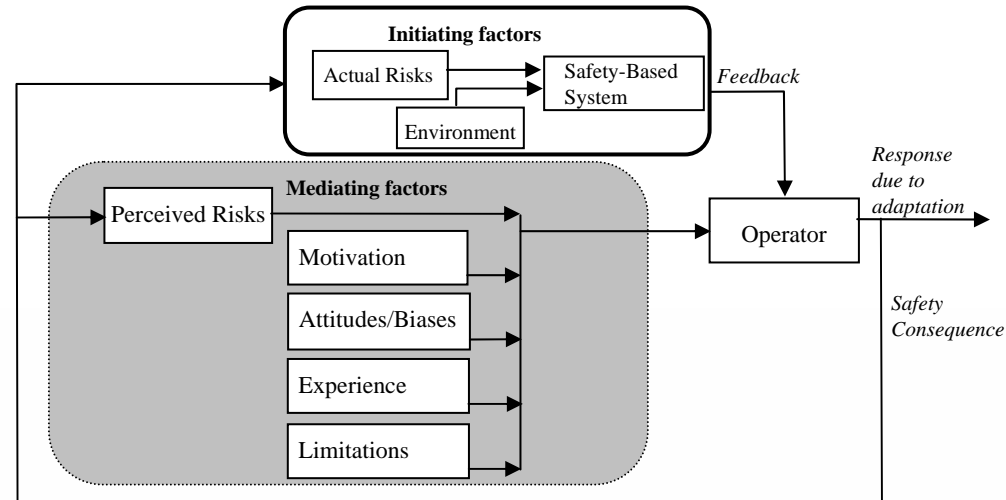 Initiating factors
Actual Risks
Safety-Based
System
Environment
Feedback
Response
due to
adaptation
Mediating factors
Perceived Risks
Operator
Motivation
Attitudes/Biases
Experience
Limitations
Safety
Consequence